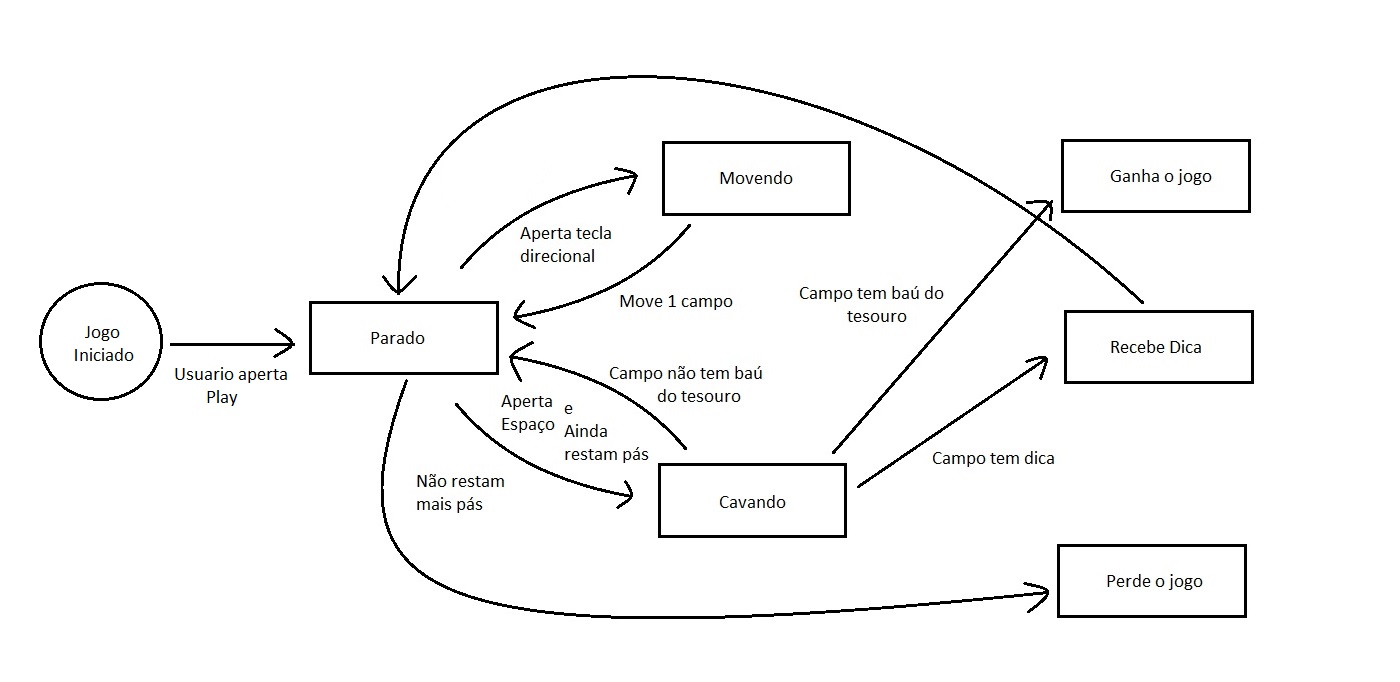 Jogo
Iniciado
Usuario aperta
Play
Parado
Aperta tecla
direcional
Movendo
Move 1 campo
Campo não tem baú
do tesouro
Aperta
Espaço
e
Ainda
restam pás
Não restam
mais pás
Cavando
Campo tem baú do
tesouro
Ganha o jogo
Recebe Dica
Campo tem dica
Perde o jogo